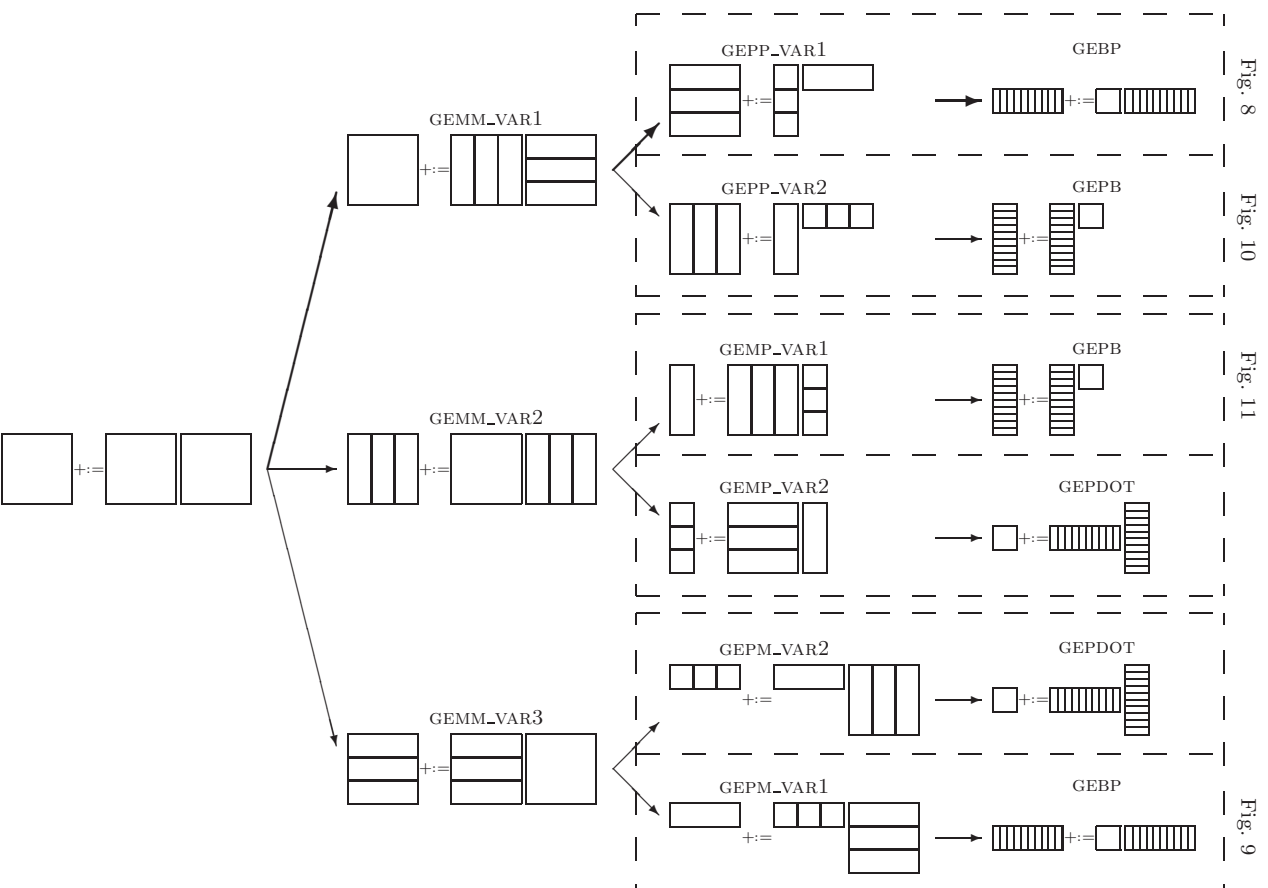 GEPP_VAR1
GEBP
+:=
+:=
Fig. 8
GEMM_VAR1
+:=
GEPP_VAR2
GEPB
+:=
+:=
Fig. 10
GEMP_VAR1
GEPB
+:=
+:=
Fig. 11
GEMM_VAR2
+:=
+:=
GEMP_VAR2
GEPDOT
+:=
+:=
GEPM_VAR2
GEPDOT
+:=
+:=
GEMM_VAR3
+:=
GEPM_VAR1
GEBP
+:=
+:=
Fig. 9